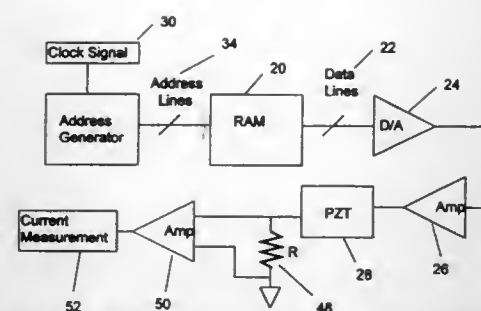 30
Clock Signal
34
Address
Lines
20
22
Data
Lines
24
Address
Generator
RAM
D/A
Current
Measurement
Amp
PZT
Amp
R
52
50
48
28
26